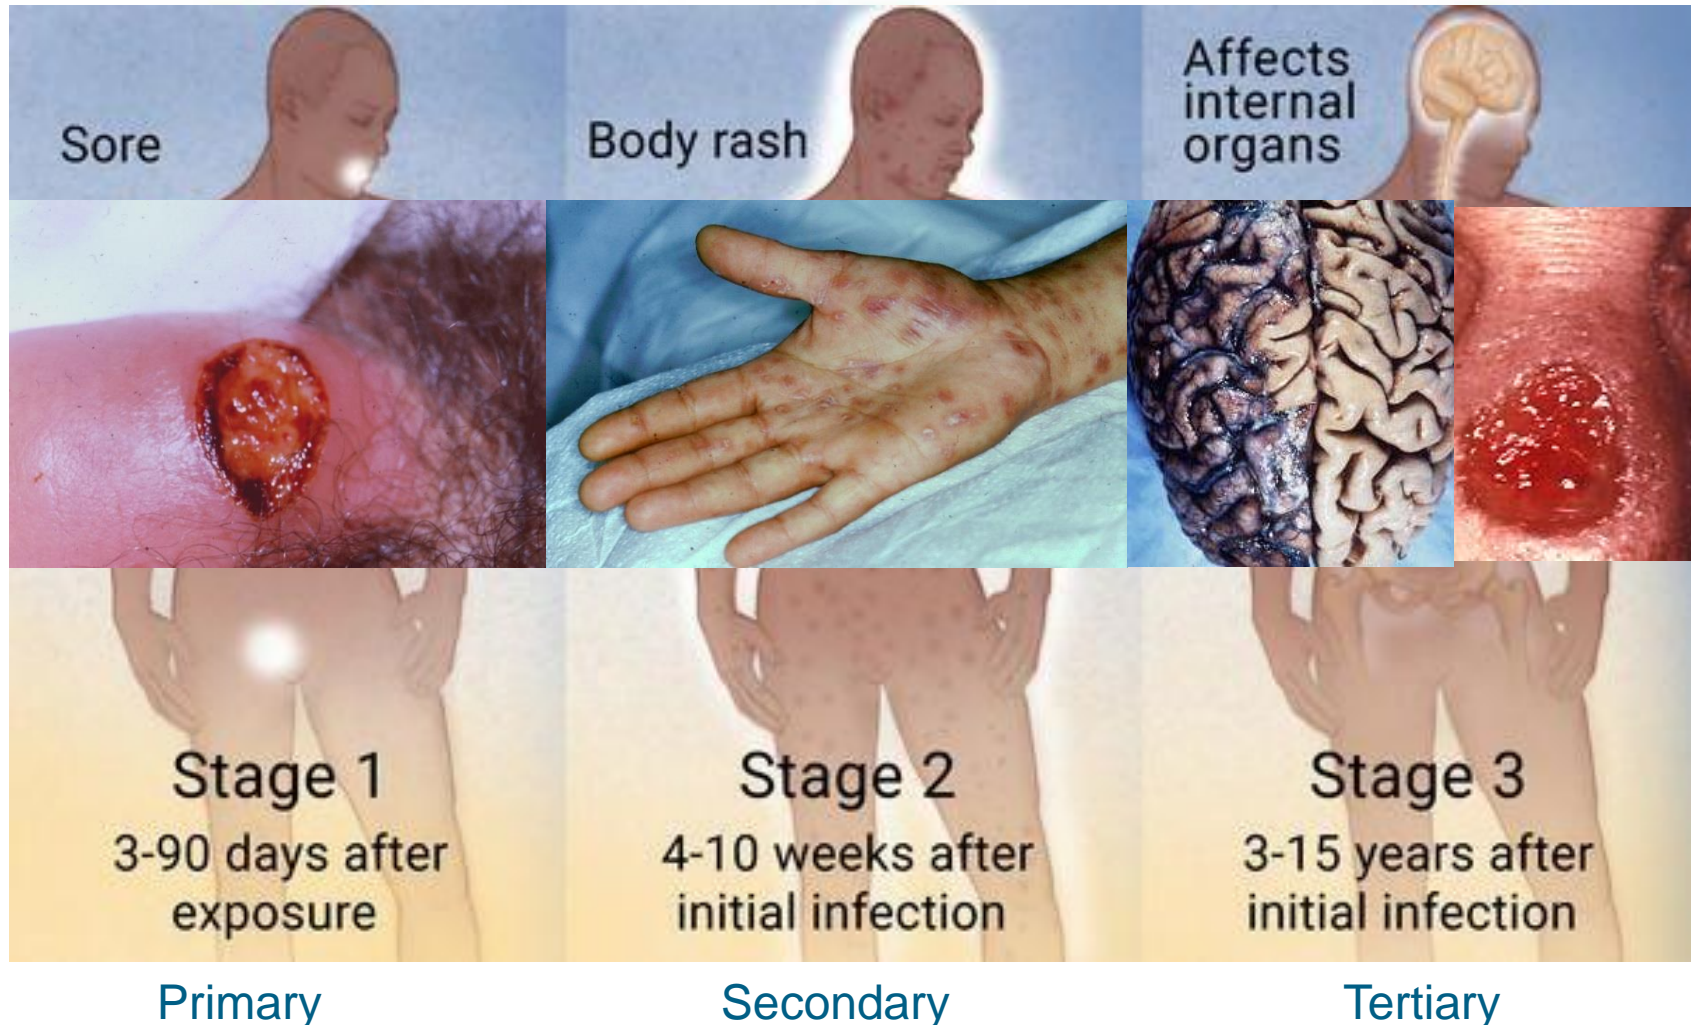 Sore
Body rash
Affects
internal
organs
Stage 1
3-90 days after
exposure
Stage 2
4-10 weeks after
initial infection
Stage 3
3-15 years after
initial infection
Primary
Secondary
Tertiary